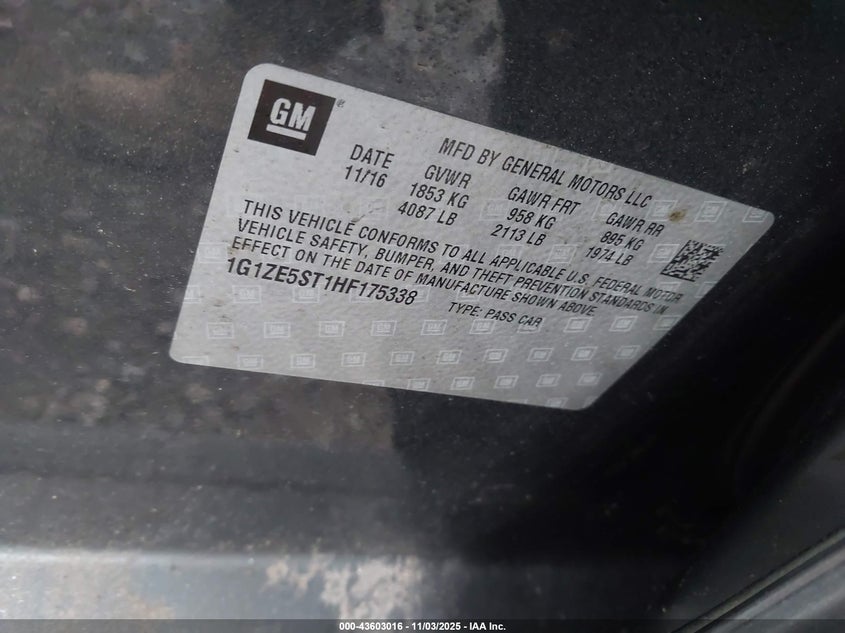 GM®
MFD BY GENERAL MOTORS LLC
DATE GVWR GAWR FRT GAWR RR
11/16 1853 KG 958 KG 895 KG
4087 LB 2113 LB 1974 LB
THIS VEHICLE CONFORMS TO ALL APPLICABLE U.S. FEDERAL MOTOR
VEHICLE SAFETY, BUMPER, AND THEFT PREVENTION STANDARDS IN
EFFECT ON THE DATE OF MANUFACTURE SHOWN ABOVE.
1G1ZE5ST1HF175338 TYPE: PASS CAR
000-43603016 - 11/03/2025 - IAA Inc.